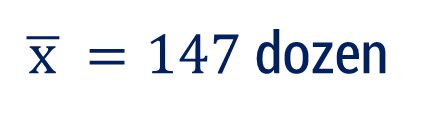 x̅ = 147 dozen